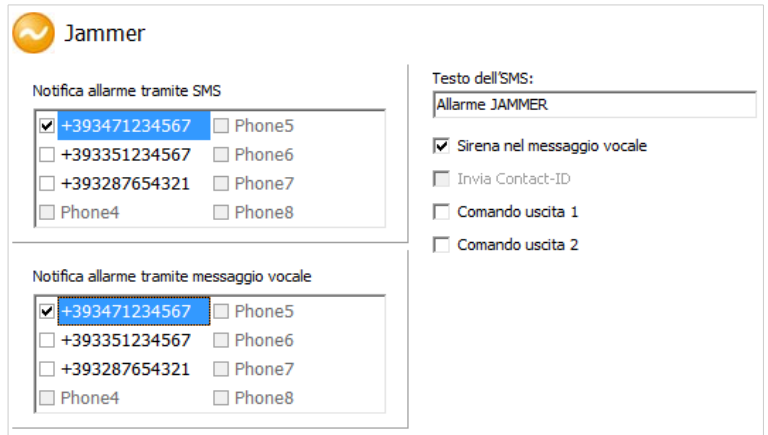 Jammer
Notifica allarme tramite SMS
+393471234567 Phone5
+393351234567 Phone6
+393287654321 Phone7
Phone4 Phone8
Notifica allarme tramite messaggio vocale
+393471234567 Phone5
+393351234567 Phone6
+393287654321 Phone7
Phone4 Phone8
Testo dell'SMS:
Allarme JAMMER
Sirena nel messaggio vocale
Invia Contact-ID
Comando uscita 1
Comando uscita 2